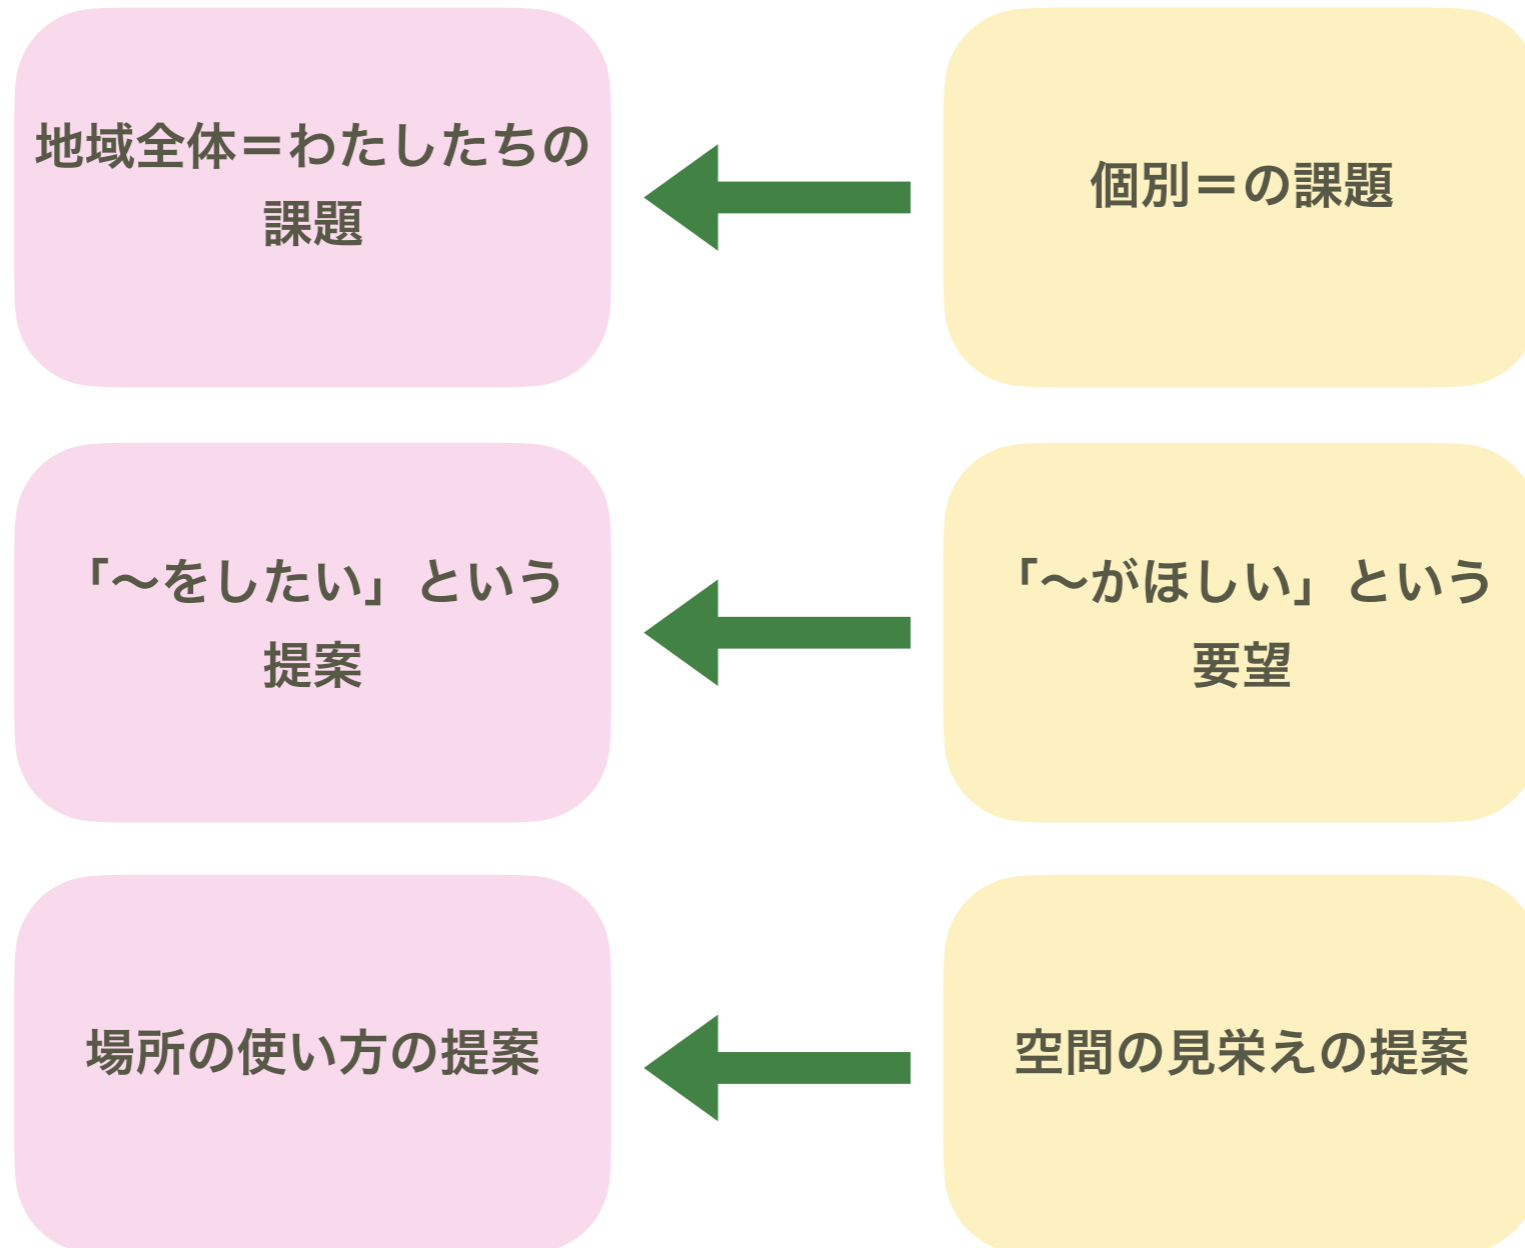 地域全体＝わたしたちの
課題
個別＝の課題
「～をしたい」という
提案
「～がほしい」という
要望
場所の使い方の提案
空間の見栄えの提案